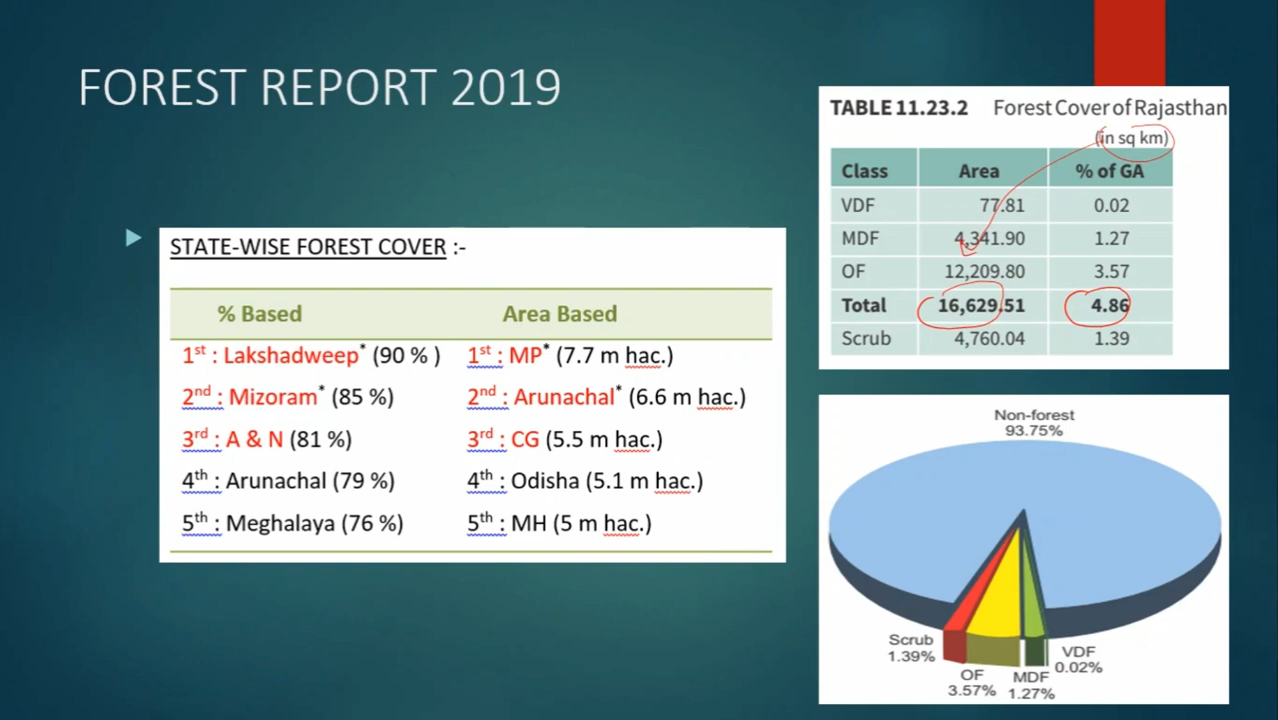 FOREST REPORT 2019
STATE-WISE FOREST COVER :-
% Based Area Based
1st : Lakshadweep* (90 % ) 1st : MP* (7.7 m hac.)
2nd : Mizoram* (85 %) 2nd : Arunachal* (6.6 m hac.)
3rd : A & N (81 %) 3rd : CG (5.5 m hac.)
4th : Arunachal (79 %) 4th : Odisha (5.1 m hac.)
5th : Meghalaya (76 %) 5th : MH (5 m hac.)
TABLE 11.23.2 Forest Cover of Rajasthan
(in sq km)
Class Area % of GA
VDF 77.81 0.02
MDF 4,341.90 1.27
OF 12,209.80 3.57
Total 16,629.51 4.86
Scrub 4,760.04 1.39
Non-forest
93.75%
Scrub
1.39%
OF
3.57%
MDF
1.27%
VDF
0.02%